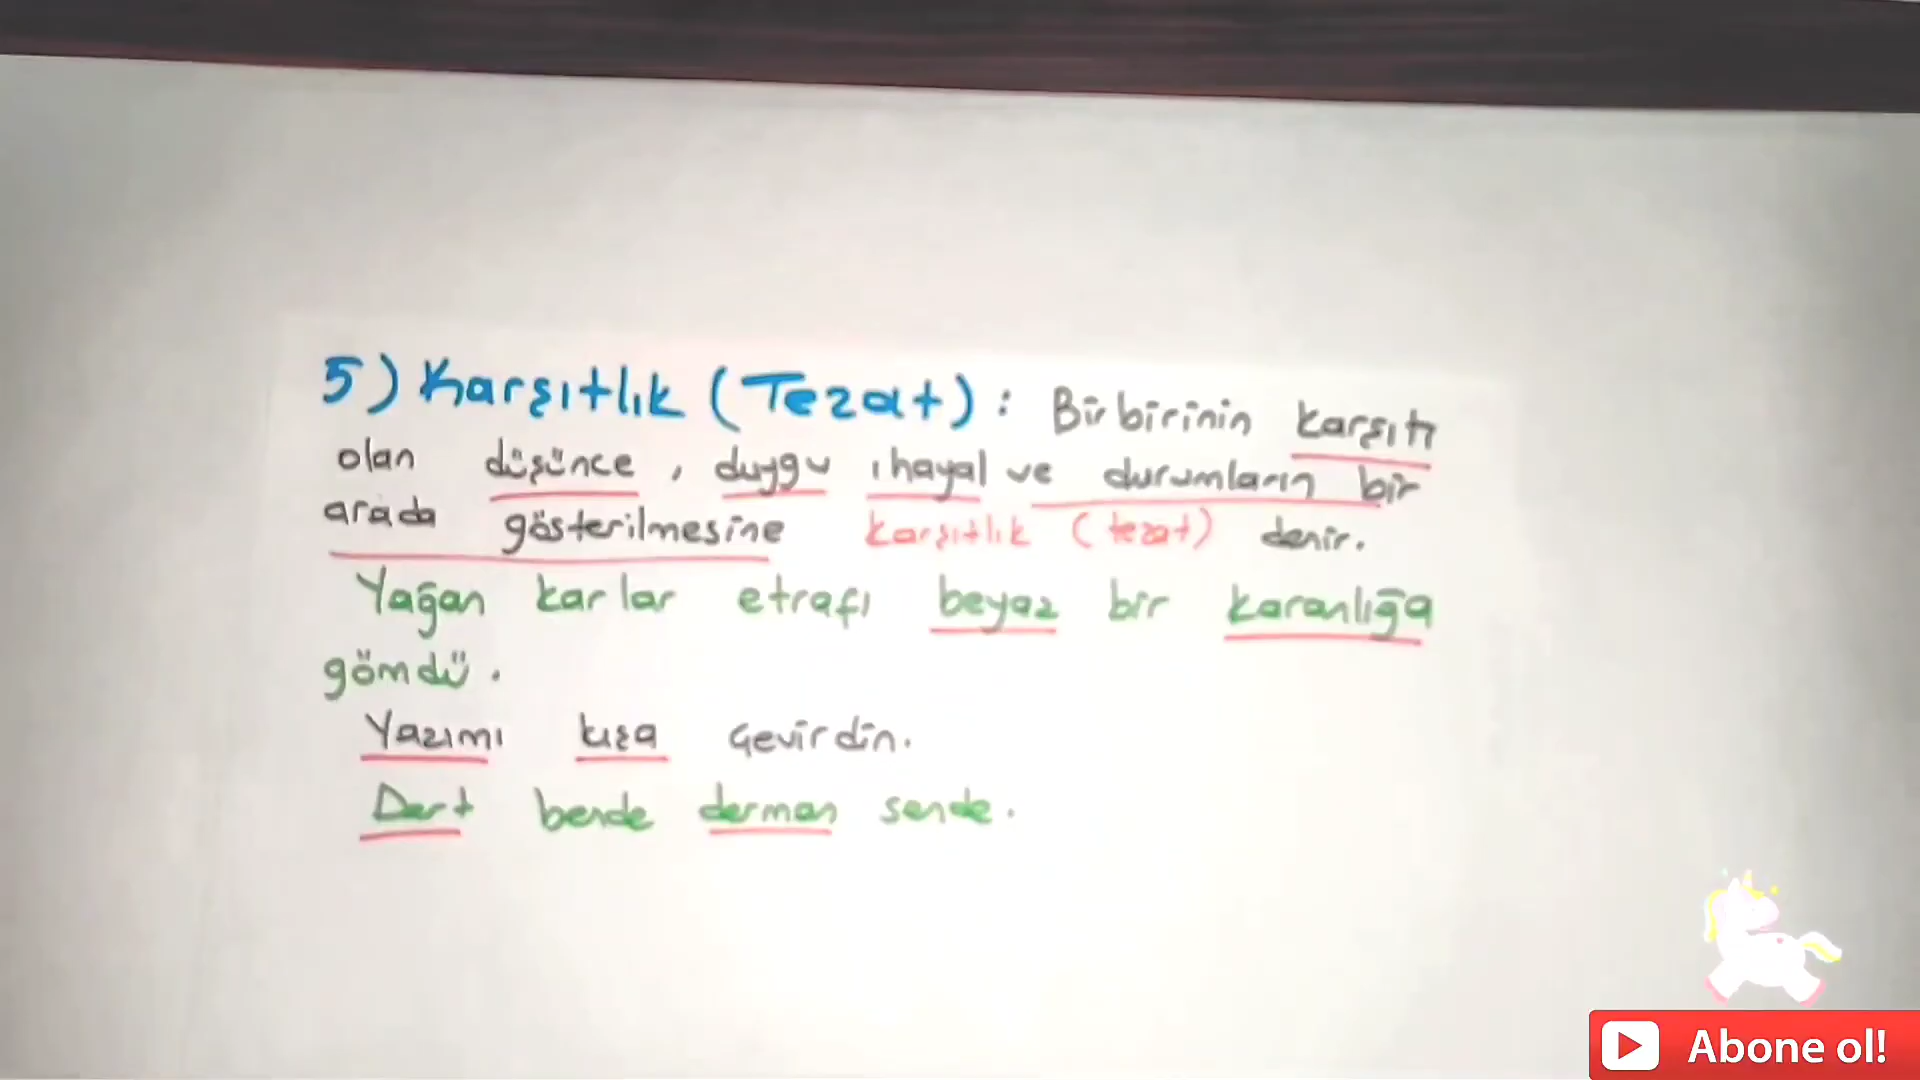 5) Karşıtlık (Tezat): Birbirinin karşıtı
olan düşünce, duygu, hayal ve durumların bir
arada gösterilmesine karşıtlık (tezat) denir.
Yağan karlar etrafı beyaz bir karanlığa
gömdü.
Yazımı kışa çevirdin.
Dert bende derman sende.
Abone ol!